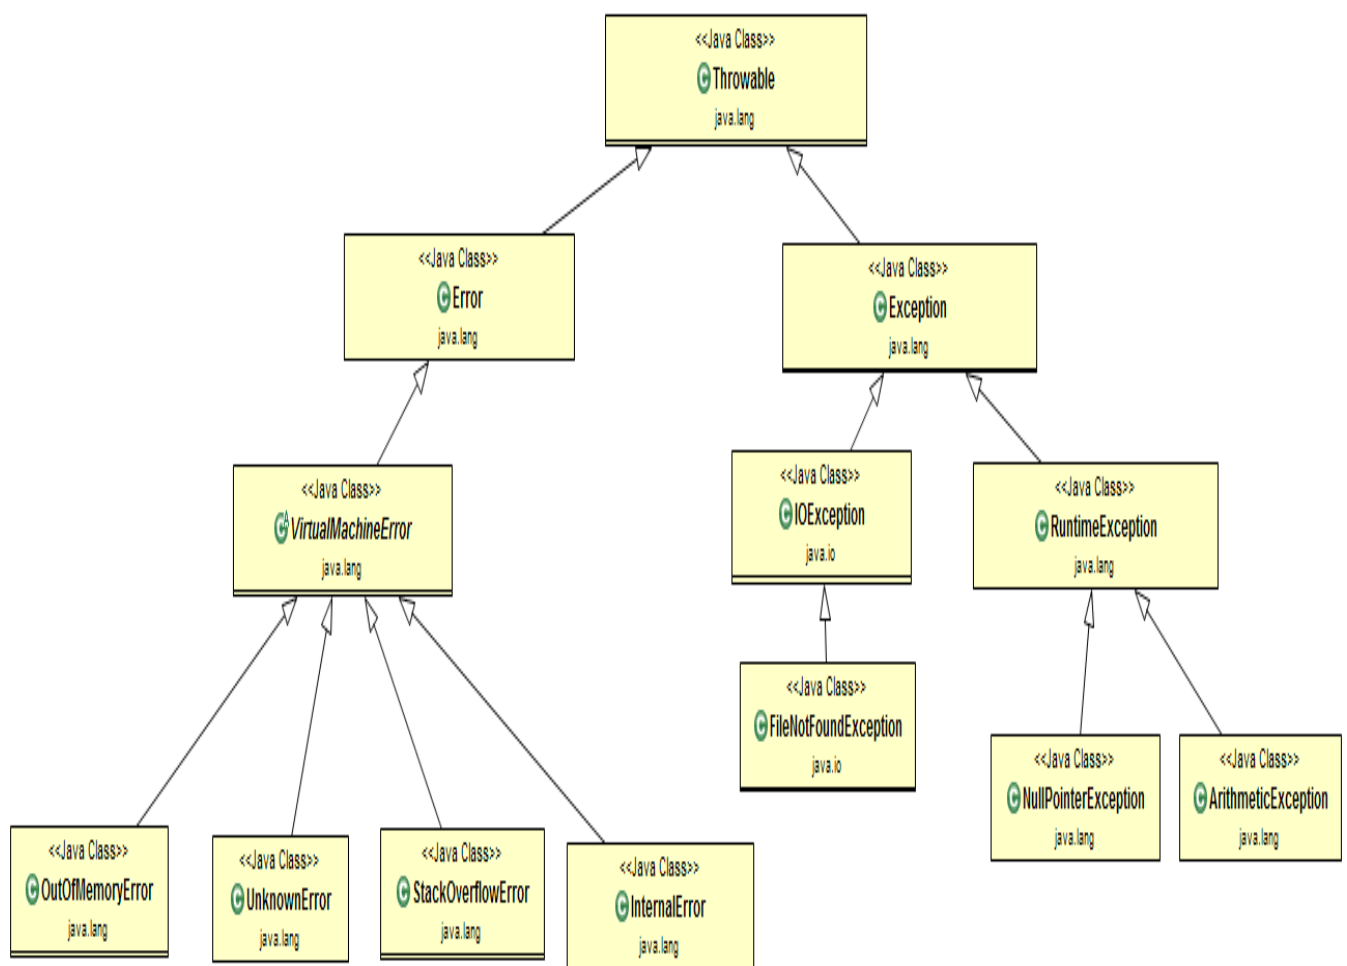 <<Java Class>>
Throwable
java.lang
<<Java Class>>
Error
java.lang
<<Java Class>>
Exception
java.lang
<<Java Class>>
VirtualMachineError
java.lang
<<Java Class>>
IOException
java.io
<<Java Class>>
RuntimeException
java.lang
<<Java Class>>
FileNotFoundException
java.io
<<Java Class>>
NullPointerException
java.lang
<<Java Class>>
ArithmeticException
java.lang
<<Java Class>>
OutOfMemoryError
java.lang
<<Java Class>>
UnknownError
java.lang
<<Java Class>>
StackOverflowError
java.lang
<<Java Class>>
InternalError
java.lang